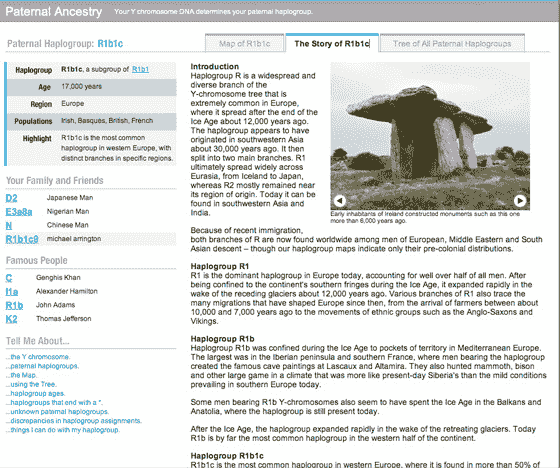 Paternal Ancestry
Your Y chromosome DNA determines your paternal haplogroup.
Paternal Haplogroup: R1b1c
Map of R1b1c
The Story of R1b1c
Tree of All Paternal Haplogroups
Haplogroup R1b1c, a subgroup of R1b1
Age 17,000 years
Region Europe
Populations Irish, Basques, British, French
Highlight R1b1c is the most common
haplogroup in western Europe, with
distinct branches in specific regions.
Your Family and Friends
D2 Japanese Man
E3a8a Nigerian Man
N Chinese Man
R1b1c9 michael arrington
Famous People
C Genghis Khan
I1a Alexander Hamilton
R1b John Adams
K2 Thomas Jefferson
Tell Me About...
...the Y chromosome.
...paternal haplogroups.
...the Map.
...using the Tree.
...haplogroup ages.
...haplogroups that end with a *.
...unknown paternal haplogroups.
...discrepancies in haplogroup assignments.
...things I can do with my haplogroup.
Introduction
Haplogroup R is a widespread and
diverse branch of the
Y-chromosome tree that is
extremely common in Europe,
where it spread after the end of the
Ice Age about 12,000 years ago.
The haplogroup appears to have
originated in southwestern Asia
about 30,000 years ago. It then
split into two main branches. R1
ultimately spread widely across
Eurasia, from Iceland to Japan,
whereas R2 mostly remained near
its region of origin. Today it can be
found in southwestern Asia and
India.
Early inhabitants of Ireland constructed monuments such as this one
more than 6,000 years ago.
Because of recent immigration,
both branches of R are now found worldwide among men of European, Middle Eastern and South
Asian descent – though our haplogroup maps indicate only their pre-colonial distributions.
Haplogroup R1
R1 is the dominant haplogroup in Europe today, accounting for well over half of all men. After
being confined to the continent's southern fringes during the Ice Age, it expanded rapidly in the
wake of the receding glaciers about 12,000 years ago. Various branches of R1 also trace the
many migrations that have shaped Europe since then, from the arrival of farmers between about
10,000 and 7,000 years ago to the movements of ethnic groups such as the Anglo-Saxons and
Vikings.
Haplogroup R1b
Haplogroup R1b was confined during the Ice Age to pockets of territory in Mediterranean Europe.
The largest was in the Iberian peninsula and southern France, where men bearing the haplogroup
created the famous cave paintings at Lascaux and Altamira. They also hunted mammoth, bison
and other large game in a climate that was more like present-day Siberia's than the mild conditions
prevailing in southern Europe today.
Some men bearing R1b Y-chromosomes also seem to have spent the Ice Age in the Balkans and
Anatolia, where the haplogroup is still present today.
After the Ice Age, the haplogroup expanded rapidly in the wake of the retreating glaciers. Today
R1b is by far the most common haplogroup in the western half of the continent.
Haplogroup R1b1c
R1b1c is the most common haplogroup in western Europe, where it is found in more than 50% of